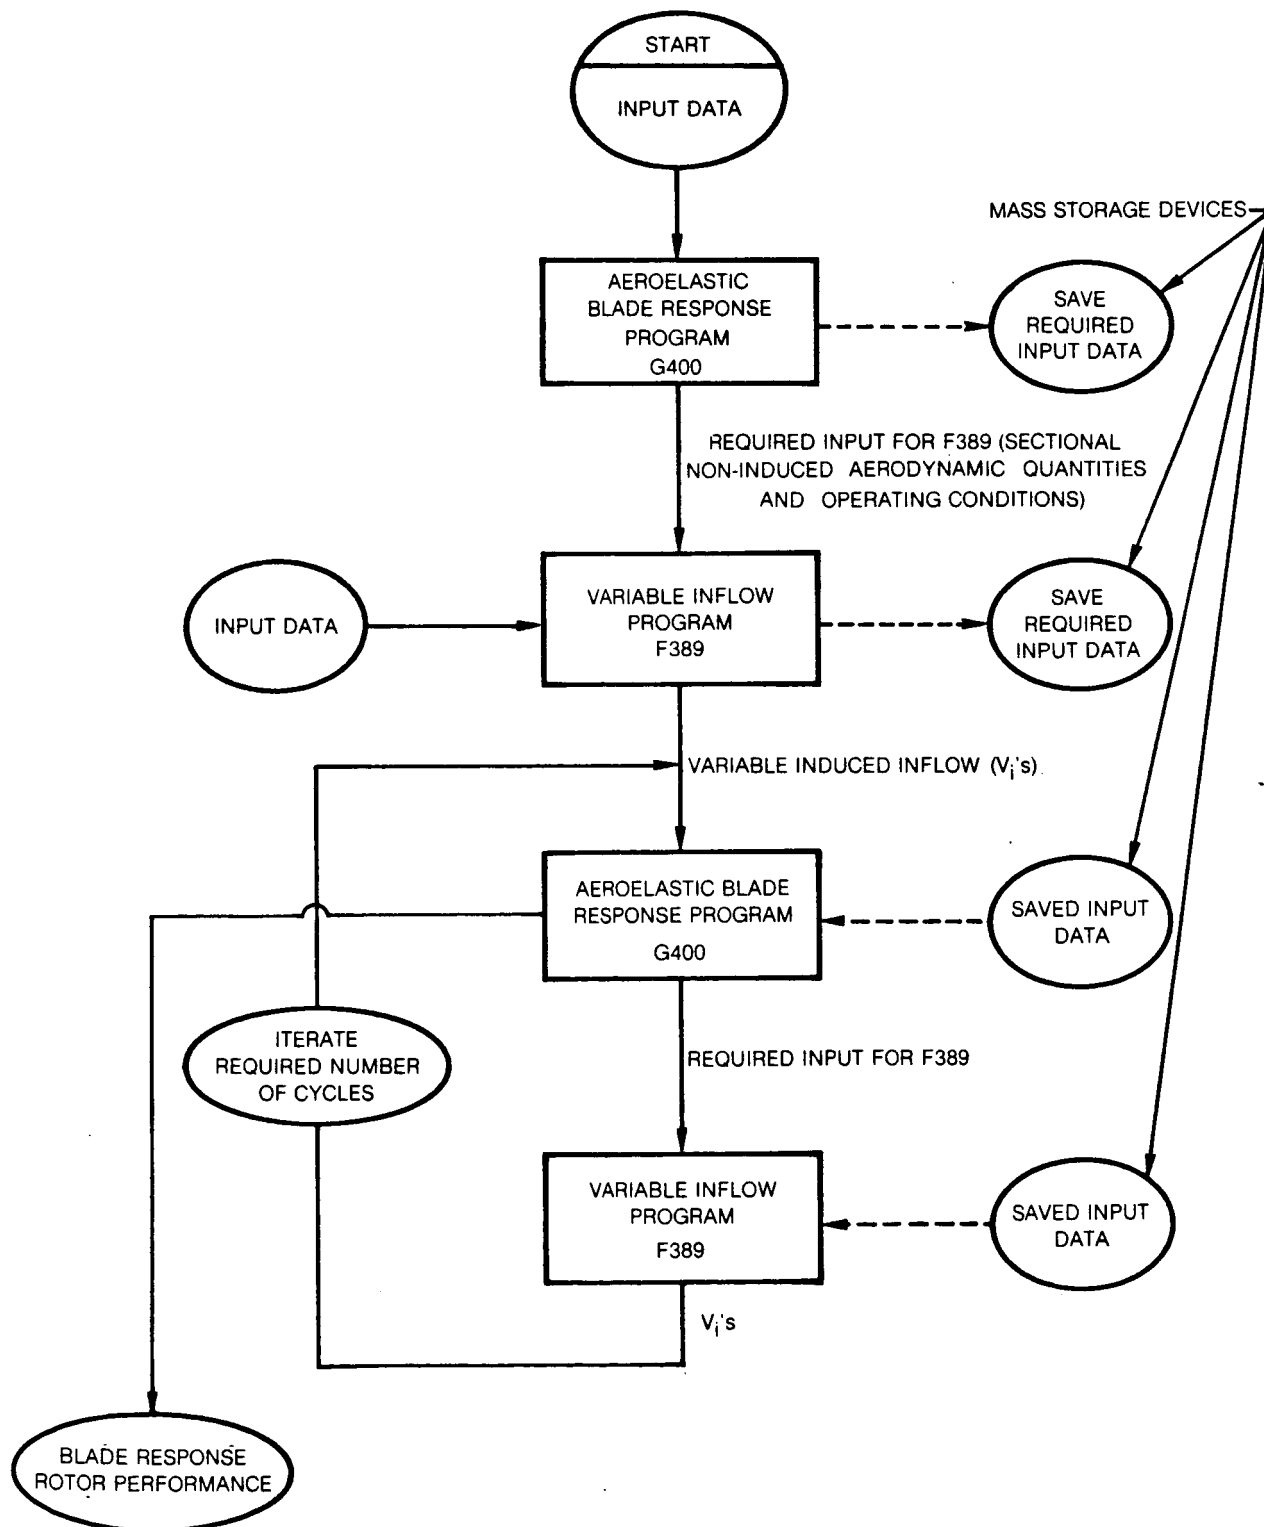 START
INPUT DATA
MASS STORAGE DEVICES
AEROELASTIC
BLADE RESPONSE
PROGRAM
G400
SAVE
REQUIRED
INPUT DATA
REQUIRED INPUT FOR F389 (SECTIONAL
NON-INDUCED AERODYNAMIC QUANTITIES
AND OPERATING CONDITIONS)
INPUT DATA
VARIABLE INFLOW
PROGRAM
F389
SAVE
REQUIRED
INPUT DATA
VARIABLE INDUCED INFLOW (Vi's)
AEROELASTIC BLADE
RESPONSE PROGRAM
G400
SAVED INPUT
DATA
ITERATE
REQUIRED NUMBER
OF CYCLES
REQUIRED INPUT FOR F389
VARIABLE INFLOW
PROGRAM
F389
SAVED INPUT
DATA
Vi's
BLADE RESPONSE
ROTOR PERFORMANCE